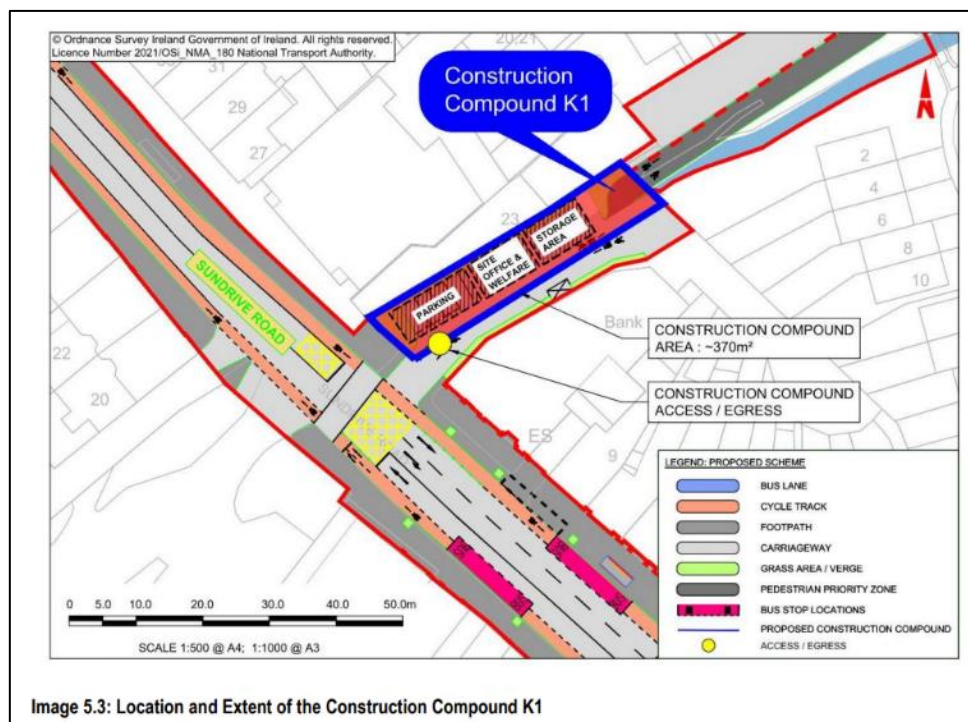 © Ordnance Survey Ireland Government of Ireland. All rights reserved.
Licence Number 2021/OSi_NMA_180 National Transport Authority.
20:21
31
29
27
Construction
Compound K1
N
23
2
4
6
8
10
STORAGE
AREA
SITE
OFFICE &
WELFARE
PARKING
SUNDRIVE ROAD
Bank
CONSTRUCTION COMPOUND
AREA : ~370m²
CONSTRUCTION COMPOUND
ACCESS / EGRESS
22
20
ES
9
LEGEND: PROPOSED SCHEME
BUS LANE
CYCLE TRACK
FOOTPATH
CARRIAGEWAY
GRASS AREA / VERGE
PEDESTRIAN PRIORITY ZONE
BUS STOP LOCATIONS
PROPOSED CONSTRUCTION COMPOUND
ACCESS / EGRESS
0 5.0 10.0 20.0 30.0 40.0 50.0m
SCALE 1:500 @ A4; 1:1000 @ A3
Image 5.3: Location and Extent of the Construction Compound K1